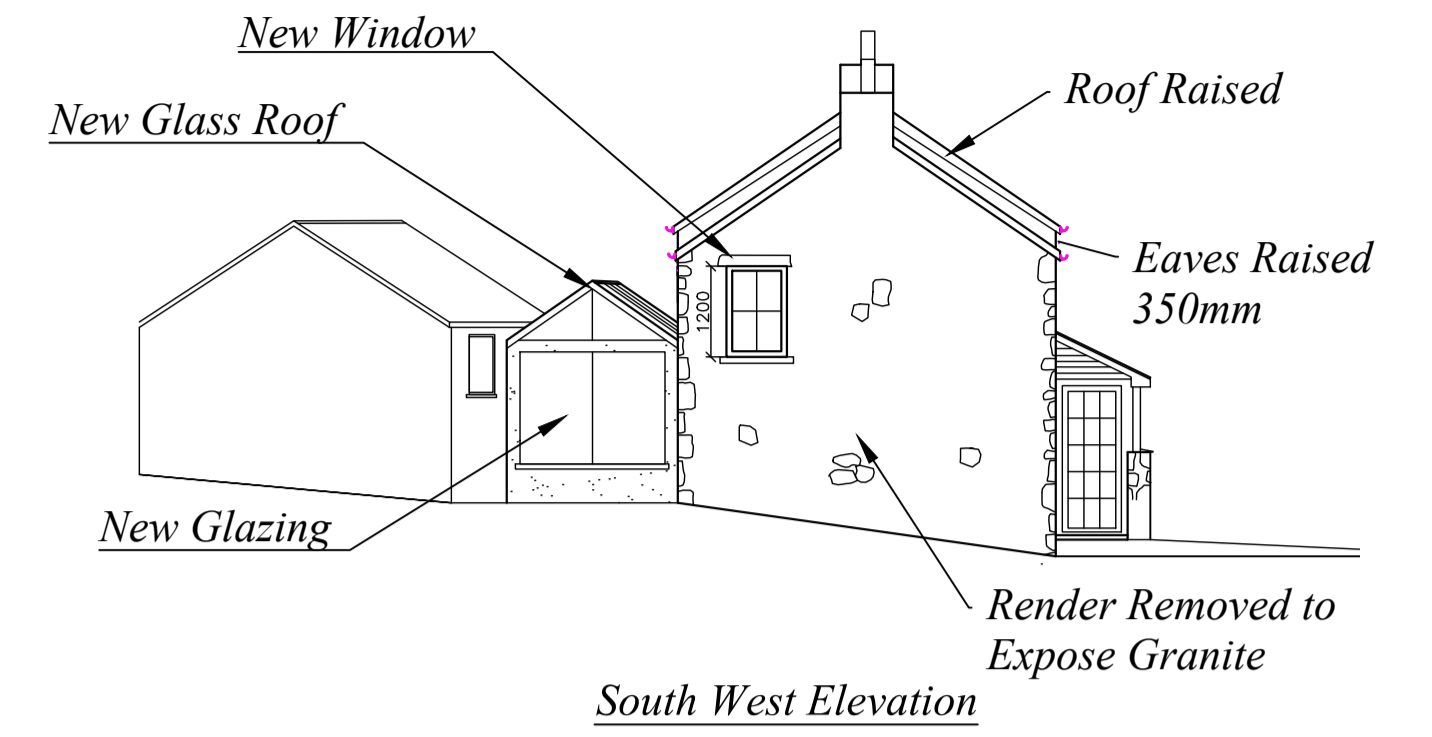 New Window
New Glass Roof
Roof Raised
Eaves Raised
350mm
1200
New Glazing
Render Removed to
Expose Granite
South West Elevation